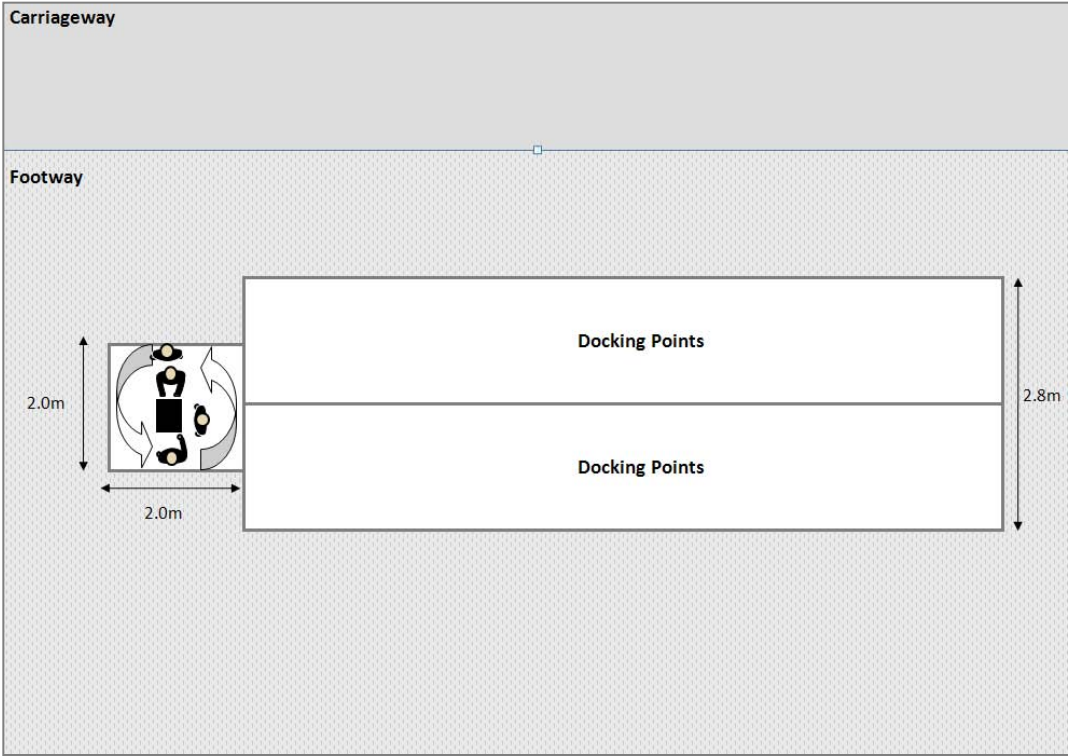 Carriageway
Footway
Docking Points
2.0m
2.8m
Docking Points
2.0m